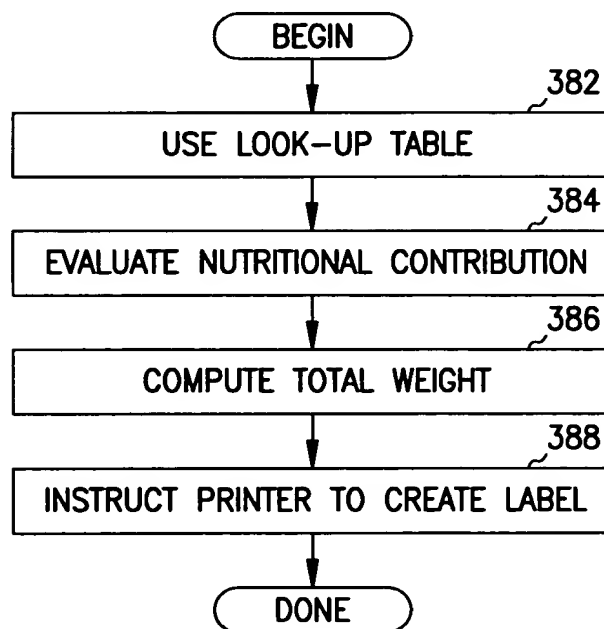 BEGIN
382
USE LOOK-UP TABLE
384
EVALUATE NUTRITIONAL CONTRIBUTION
386
COMPUTE TOTAL WEIGHT
388
INSTRUCT PRINTER TO CREATE LABEL
DONE